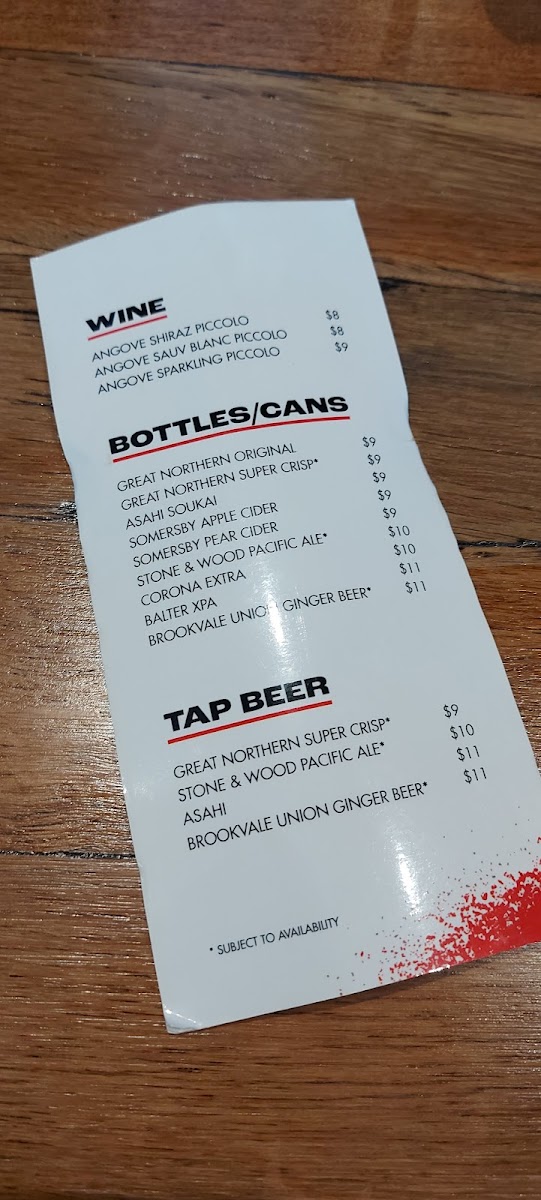 WINE
ANGOVE SHIRAZ PICCOLO $8
ANGOVE SAUV BLANC PICCOLO $8
ANGOVE SPARKLING PICCOLO $9
BOTTLES/CANS
GREAT NORTHERN ORIGINAL $9
GREAT NORTHERN SUPER CRISP* $9
ASAHI SOUKAI $9
SOMERSBY APPLE CIDER $9
SOMERSBY PEAR CIDER $9
STONE & WOOD PACIFIC ALE* $10
CORONA EXTRA $10
BALTER XPA $11
BROOKVALE UNION GINGER BEER* $11
TAP BEER
GREAT NORTHERN SUPER CRISP* $9
STONE & WOOD PACIFIC ALE* $10
ASAHI $11
BROOKVALE UNION GINGER BEER* $11
* SUBJECT TO AVAILABILITY